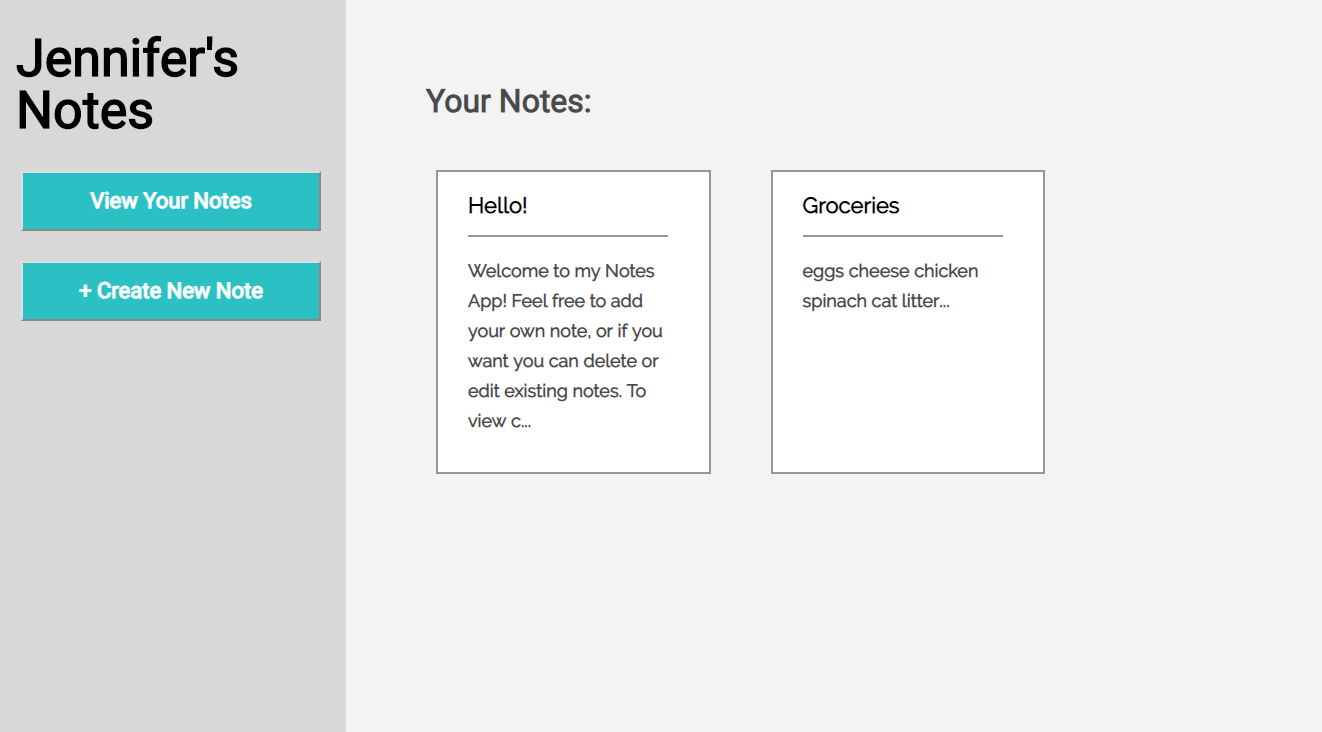 Jennifer's
Notes
View Your Notes
+ Create New Note
Your Notes:
Hello!
Welcome to my Notes
App! Feel free to add
your own note, or if you
want you can delete or
edit existing notes. To
view c...
Groceries
eggs cheese chicken
spinach cat litter...